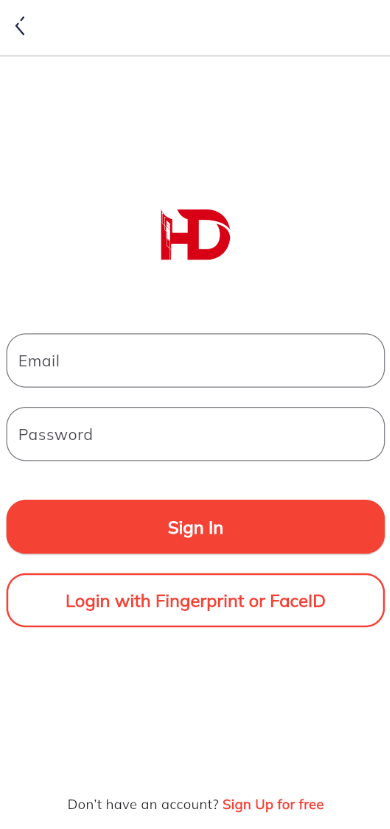 HD
Email
Password
Sign In
Login with Fingerprint or FaceID
Don't have an account? Sign Up for free